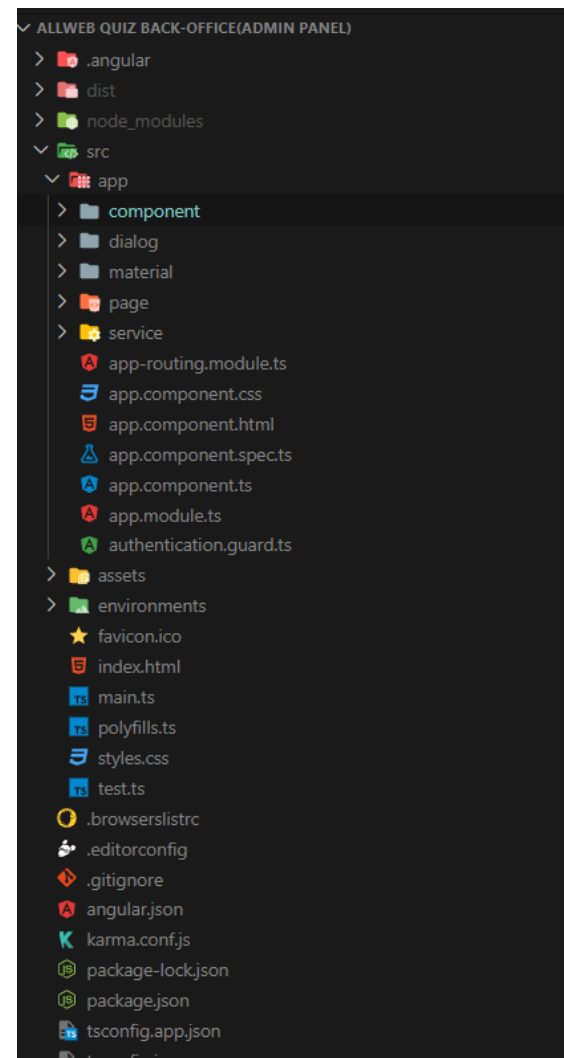 ALLWEB QUIZ BACK-OFFICE(ADMIN PANEL)
.angular
dist
node_modules
src
app
component
dialog
material
page
service
app-routing.module.ts
app.component.css
app.component.html
app.component.spec.ts
app.component.ts
app.module.ts
authentication.guard.ts
assets
environments
favicon.ico
index.html
main.ts
polyfills.ts
styles.css
test.ts
.browserslistrc
.editorconfig
.gitignore
angular.json
karma.conf.js
package-lock.json
package.json
tsconfig.app.json